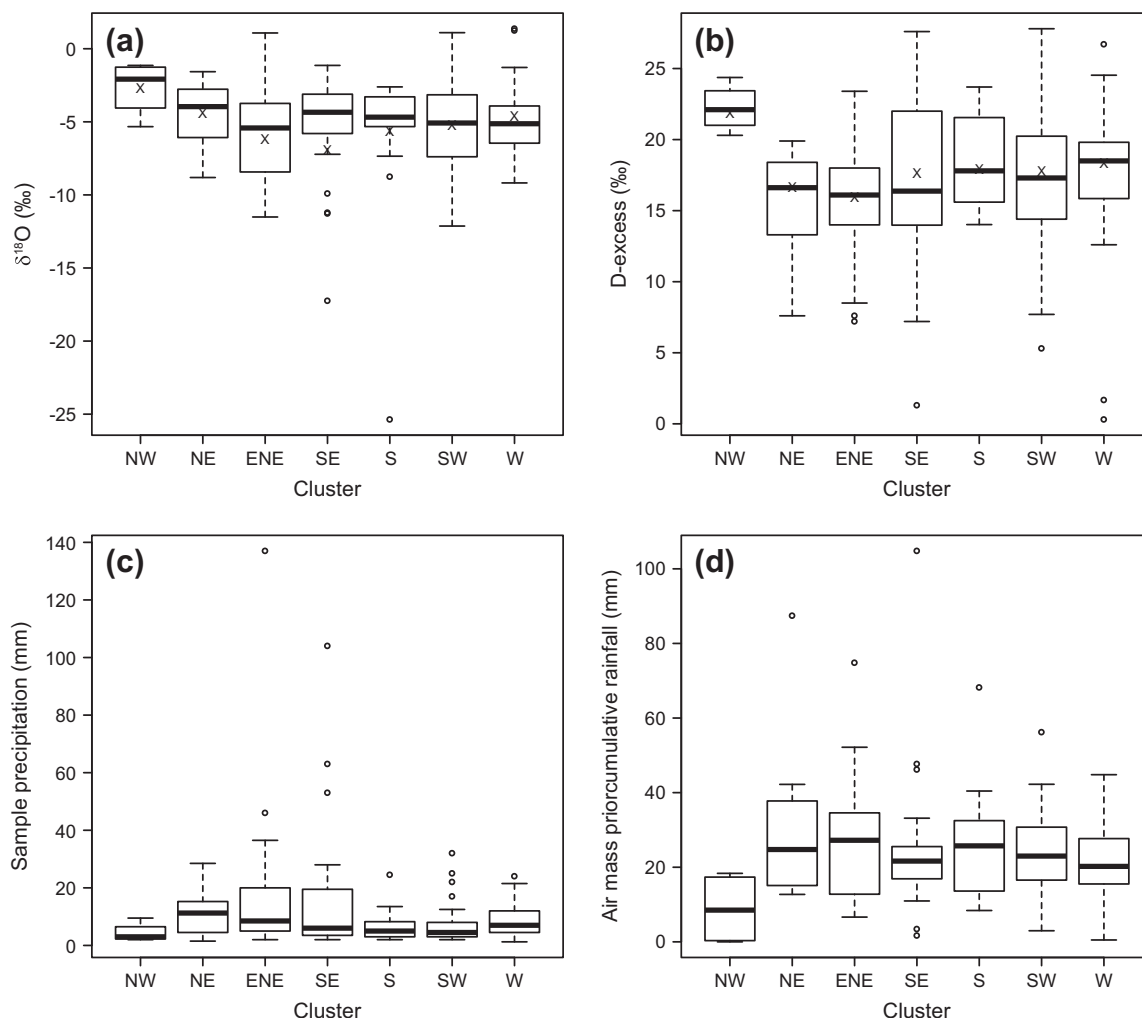 (a)
δ¹⁸O (‰)
0
-5
-10
-15
-20
-25
NW NE ENE SE S SW W
Cluster
(b)
D-excess (‰)
25
20
15
10
5
0
NW NE ENE SE S SW W
Cluster
(c)
Sample precipitation (mm)
140
120
100
80
60
40
20
0
NW NE ENE SE S SW W
Cluster
(d)
Air mass priorcumulative rainfall (mm)
100
80
60
40
20
0
NW NE ENE SE S SW W
Cluster